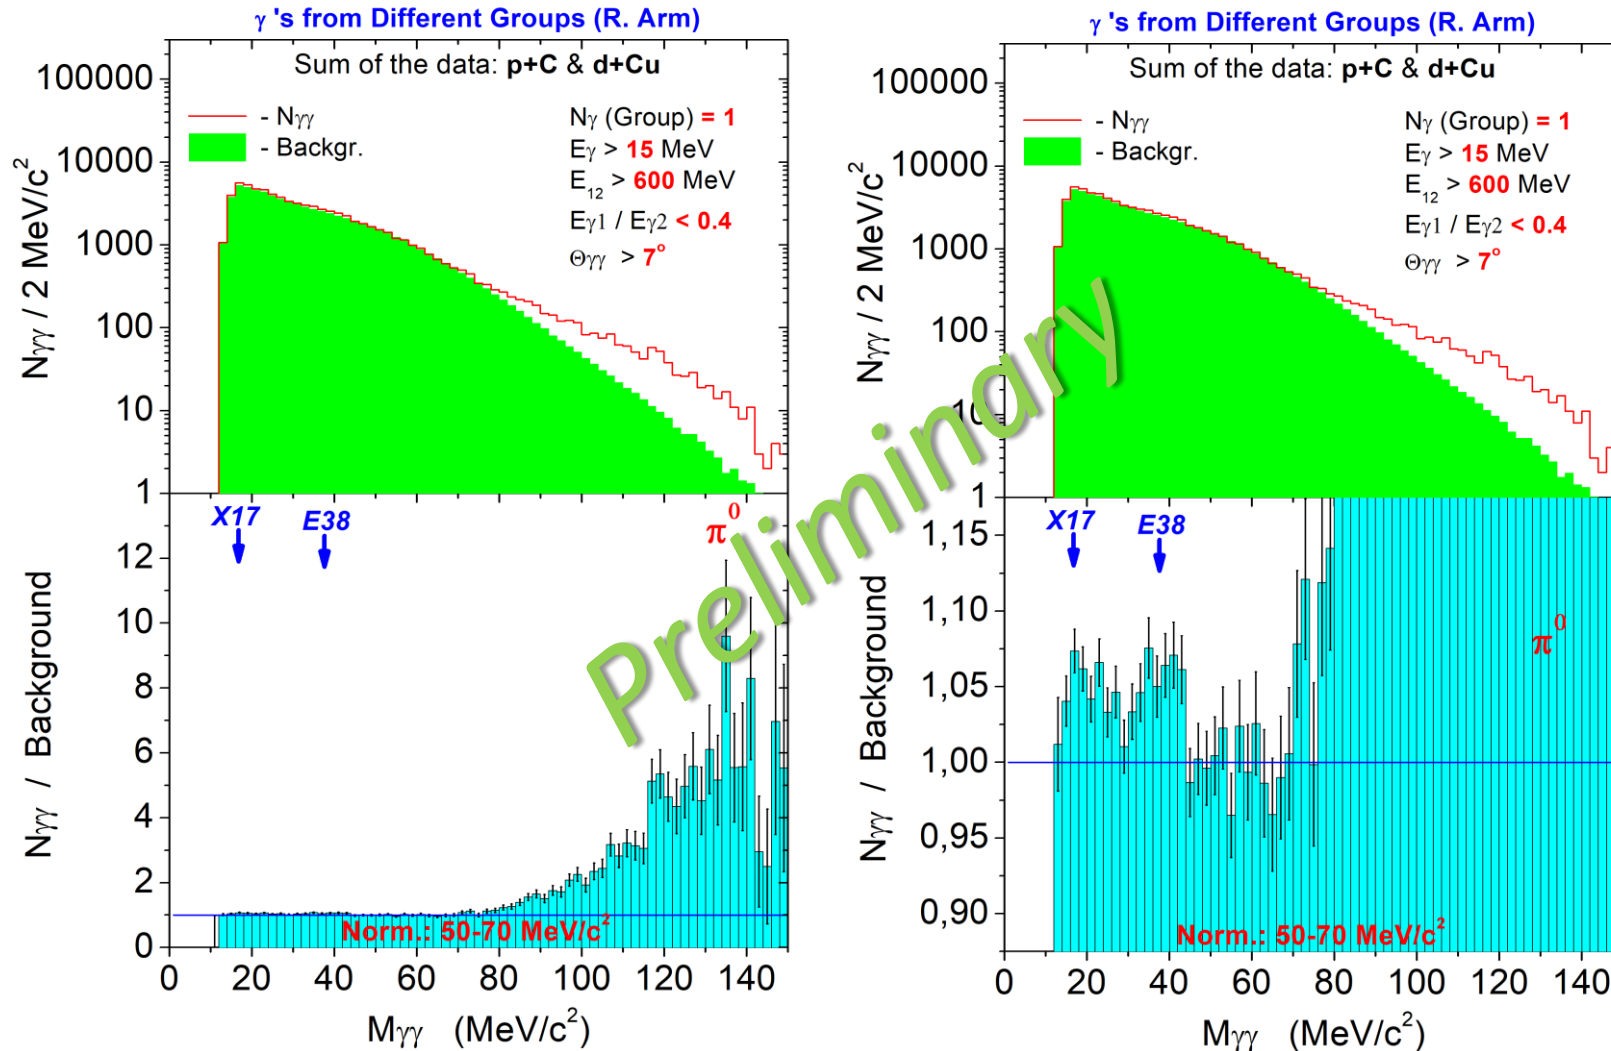 γ 's from Different Groups (R. Arm)
Sum of the data: p+C & d+Cu
- Nγγ
- Backgr.
Nγ (Group) = 1
Eγ > 15 MeV
E12 > 600 MeV
Eγ1 / Eγ2 < 0.4
Θγγ > 7°
Nγγ / 2 MeV/c²
100000
10000
1000
100
10
1
X17
E38
π⁰
Nγγ / Background
12
10
8
6
4
2
0
Norm.: 50-70 MeV/c²
0 20 40 60 80 100 120 140
Mγγ (MeV/c²)
γ 's from Different Groups (R. Arm)
Sum of the data: p+C & d+Cu
- Nγγ
- Backgr.
Nγ (Group) = 1
Eγ > 15 MeV
E12 > 600 MeV
Eγ1 / Eγ2 < 0.4
Θγγ > 7°
Nγγ / 2 MeV/c²
100000
10000
1000
100
10
1
X17
E38
π⁰
Nγγ / Background
1,15
1,10
1,05
1,00
0,95
0,90
Norm.: 50-70 MeV/c²
0 20 40 60 80 100 120 140
Mγγ (MeV/c²)
Preliminary